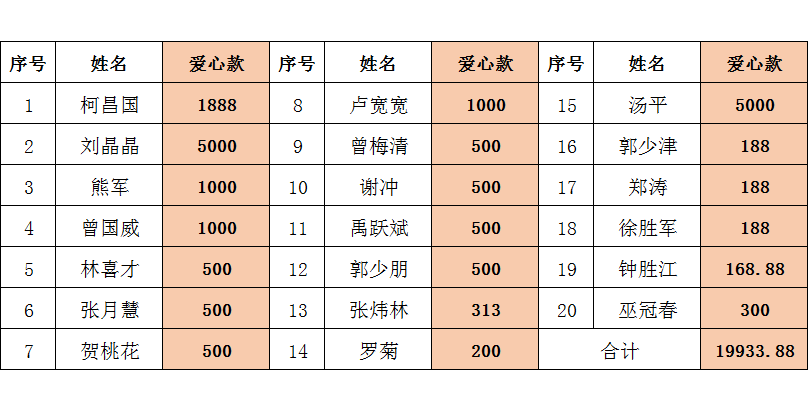 序号 姓名 爱心款 序号 姓名 爱心款 序号 姓名 爱心款
1 柯昌国 1888 8 卢宽宽 1000 15 汤平 5000
2 刘晶晶 5000 9 曾梅清 500 16 郭少津 188
3 熊军 1000 10 谢冲 500 17 郑涛 188
4 曾国威 1000 11 禹跃斌 500 18 徐胜军 188
5 林喜才 500 12 郭少朋 500 19 钟胜江 168.88
6 张月慧 500 13 张炜林 313 20 巫冠春 300
7 贺桃花 500 14 罗菊 200 合计 19933.88